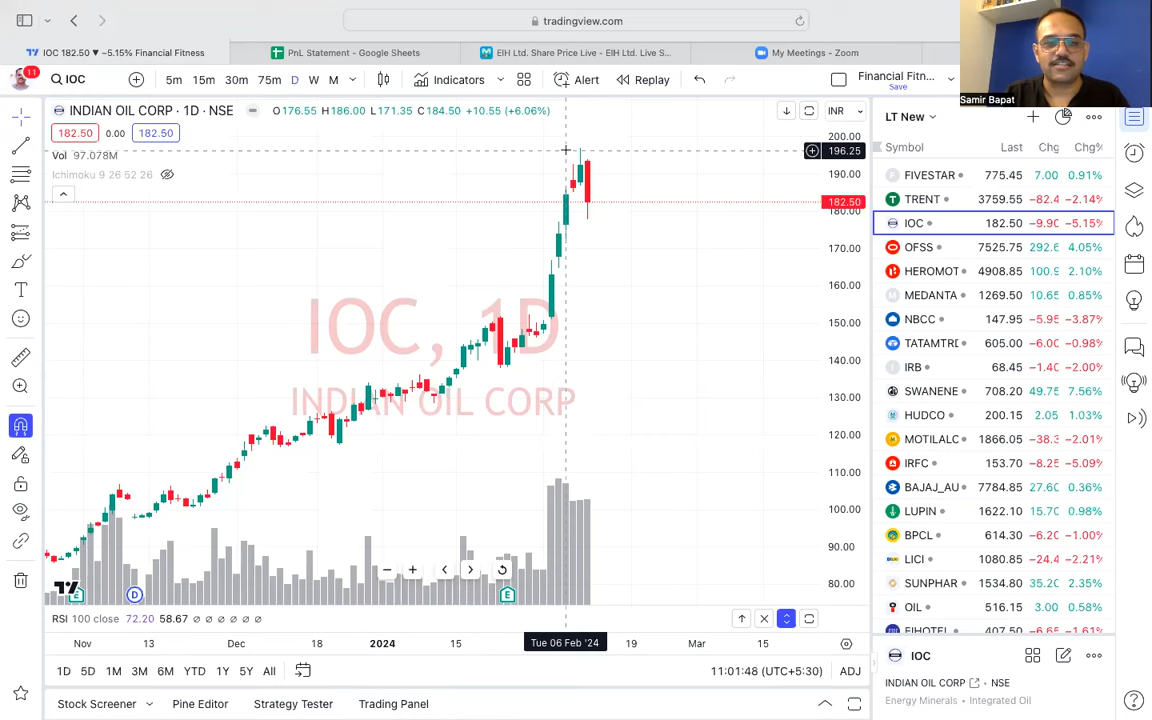 tradingview.com
IOC 182.50 ▼ −5.15% Financial Fitness
PnL Statement - Google Sheets
EIH Ltd. Share Price Live - EIH Ltd. Live S...
My Meetings - Zoom
11
IOC
5m 15m 30m 75m D W M
Indicators
Alert
Replay
Financial Fitn...
Save
Samir Bapat
INDIAN OIL CORP · 1D · NSE
O176.55 H186.00 L171.35 C184.50 +10.55 (+6.06%)
INR
182.50 0.00 182.50
Vol 97.078M
Ichimoku 9 26 52 26
IOC, 1D
INDIAN OIL CORP
200.00
196.25
190.00
182.50
180.00
170.00
160.00
150.00
140.00
130.00
120.00
110.00
100.00
90.00
80.00
E
D
E
RSI 100 close 72.20 58.67
Nov 13 Dec 18 2024 15 Tue 06 Feb '24 19 Mar 15
1D 5D 1M 3M 6M YTD 1Y 5Y All
11:01:48 (UTC+5:30) ADJ
Stock Screener
Pine Editor
Strategy Tester
Trading Panel
LT New
Symbol Last Chg Chg%
FIVESTAR 775.45 7.00 0.91%
TRENT 3759.55 −82.4 −2.14%
IOC 182.50 −9.90 −5.15%
OFSS 7525.75 292.6 4.05%
HEROMOT 4908.85 100.9 2.10%
MEDANTA 1269.50 10.65 0.85%
NBCC 147.95 −5.95 −3.87%
TATAMTRD 605.00 −6.00 −0.98%
IRB 68.45 −1.40 −2.00%
SWANENE 708.20 49.75 7.56%
HUDCO 200.15 2.05 1.03%
MOTILALC 1866.05 −38.3 −2.01%
IRFC 153.70 −8.25 −5.09%
BAJAJ_AU 7784.85 27.60 0.36%
LUPIN 1622.10 15.70 0.98%
BPCL 614.30 −6.20 −1.00%
LICI 1080.85 −24.4 −2.21%
SUNPHAR 1534.80 35.20 2.35%
OIL 516.15 3.00 0.58%
EIHOTEL 407.50 −6.65 −1.61%
IOC
INDIAN OIL CORP · NSE
Energy Minerals • Integrated Oil